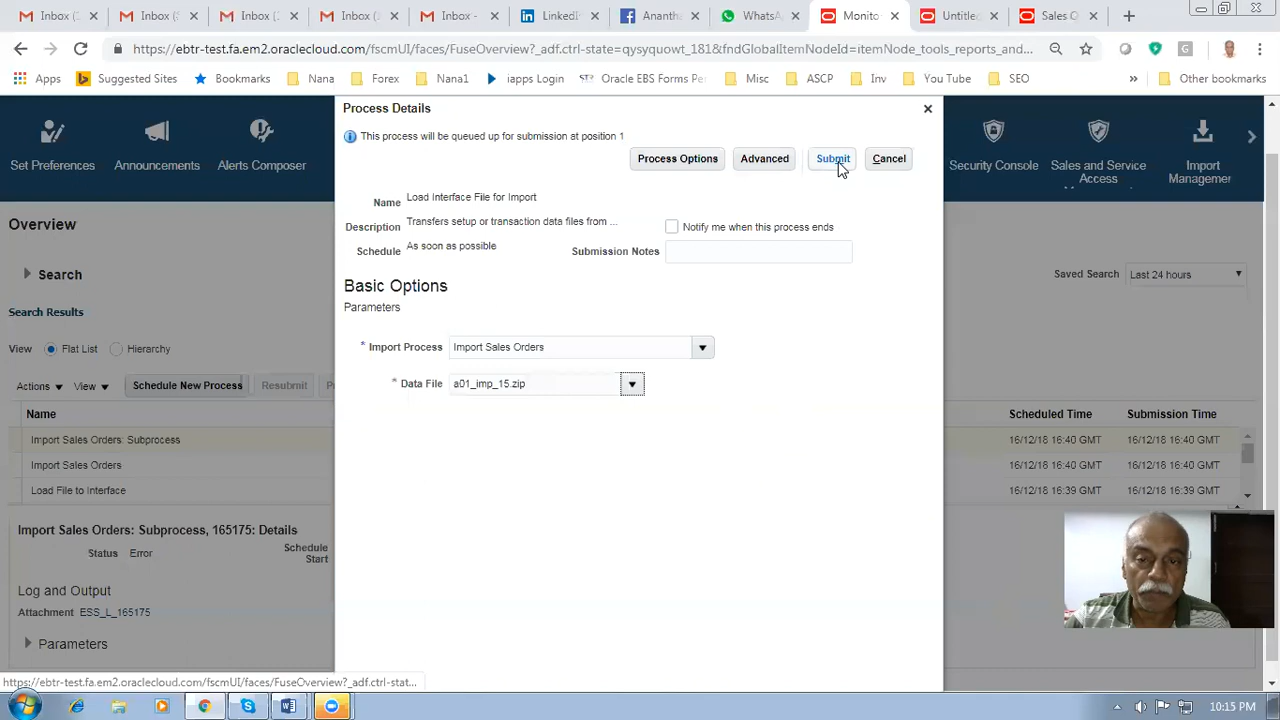 Inbox (
Inbox (
Inbox (
Inbox (
Inbox -
LinkedI
Anantha
WhatsA
Monito
Untitle
Sales O
https://ebtr-test.fa.em2.oraclecloud.com/fscmUI/faces/FuseOverview?_adf.ctrl-state=qysyquowt_181&fndGlobalItemNodeId=itemNode_tools_reports_and...
Apps
Suggested Sites
Bookmarks
Nana
Forex
Nana1
iapps Login
Oracle EBS Forms Per
Misc
ASCP
Inv
You Tube
SEO
Other bookmarks
Set Preferences
Announcements
Alerts Composer
Security Console
Sales and Service
Access
Import
Managemer
Process Details
This process will be queued up for submission at position 1
Process Options
Advanced
Submit
Cancel
Name
Load Interface File for Import
Description
Transfers setup or transaction data files from ...
Notify me when this process ends
Schedule
As soon as possible
Submission Notes
Basic Options
Parameters
* Import Process
Import Sales Orders
* Data File
a01_imp_15.zip
Overview
Search
Saved Search
Last 24 hours
Search Results
View
Flat List
Hierarchy
Actions
View
Schedule New Process
Resubmit
Name
Scheduled Time
Submission Time
Import Sales Orders: Subprocess
16/12/18 16:40 GMT
16/12/18 16:40 GMT
Import Sales Orders
16/12/18 16:40 GMT
16/12/18 16:40 GMT
Load File to Interface
16/12/18 16:39 GMT
16/12/18 16:39 GMT
Import Sales Orders: Subprocess, 165175: Details
Status
Error
Schedule
Start
Log and Output
Attachment
ESS_L_165175
Parameters
https://ebtr-test.fa.em2.oraclecloud.com/fscmUI/faces/FuseOverview?_adf.ctrl-stat...
10:15 PM